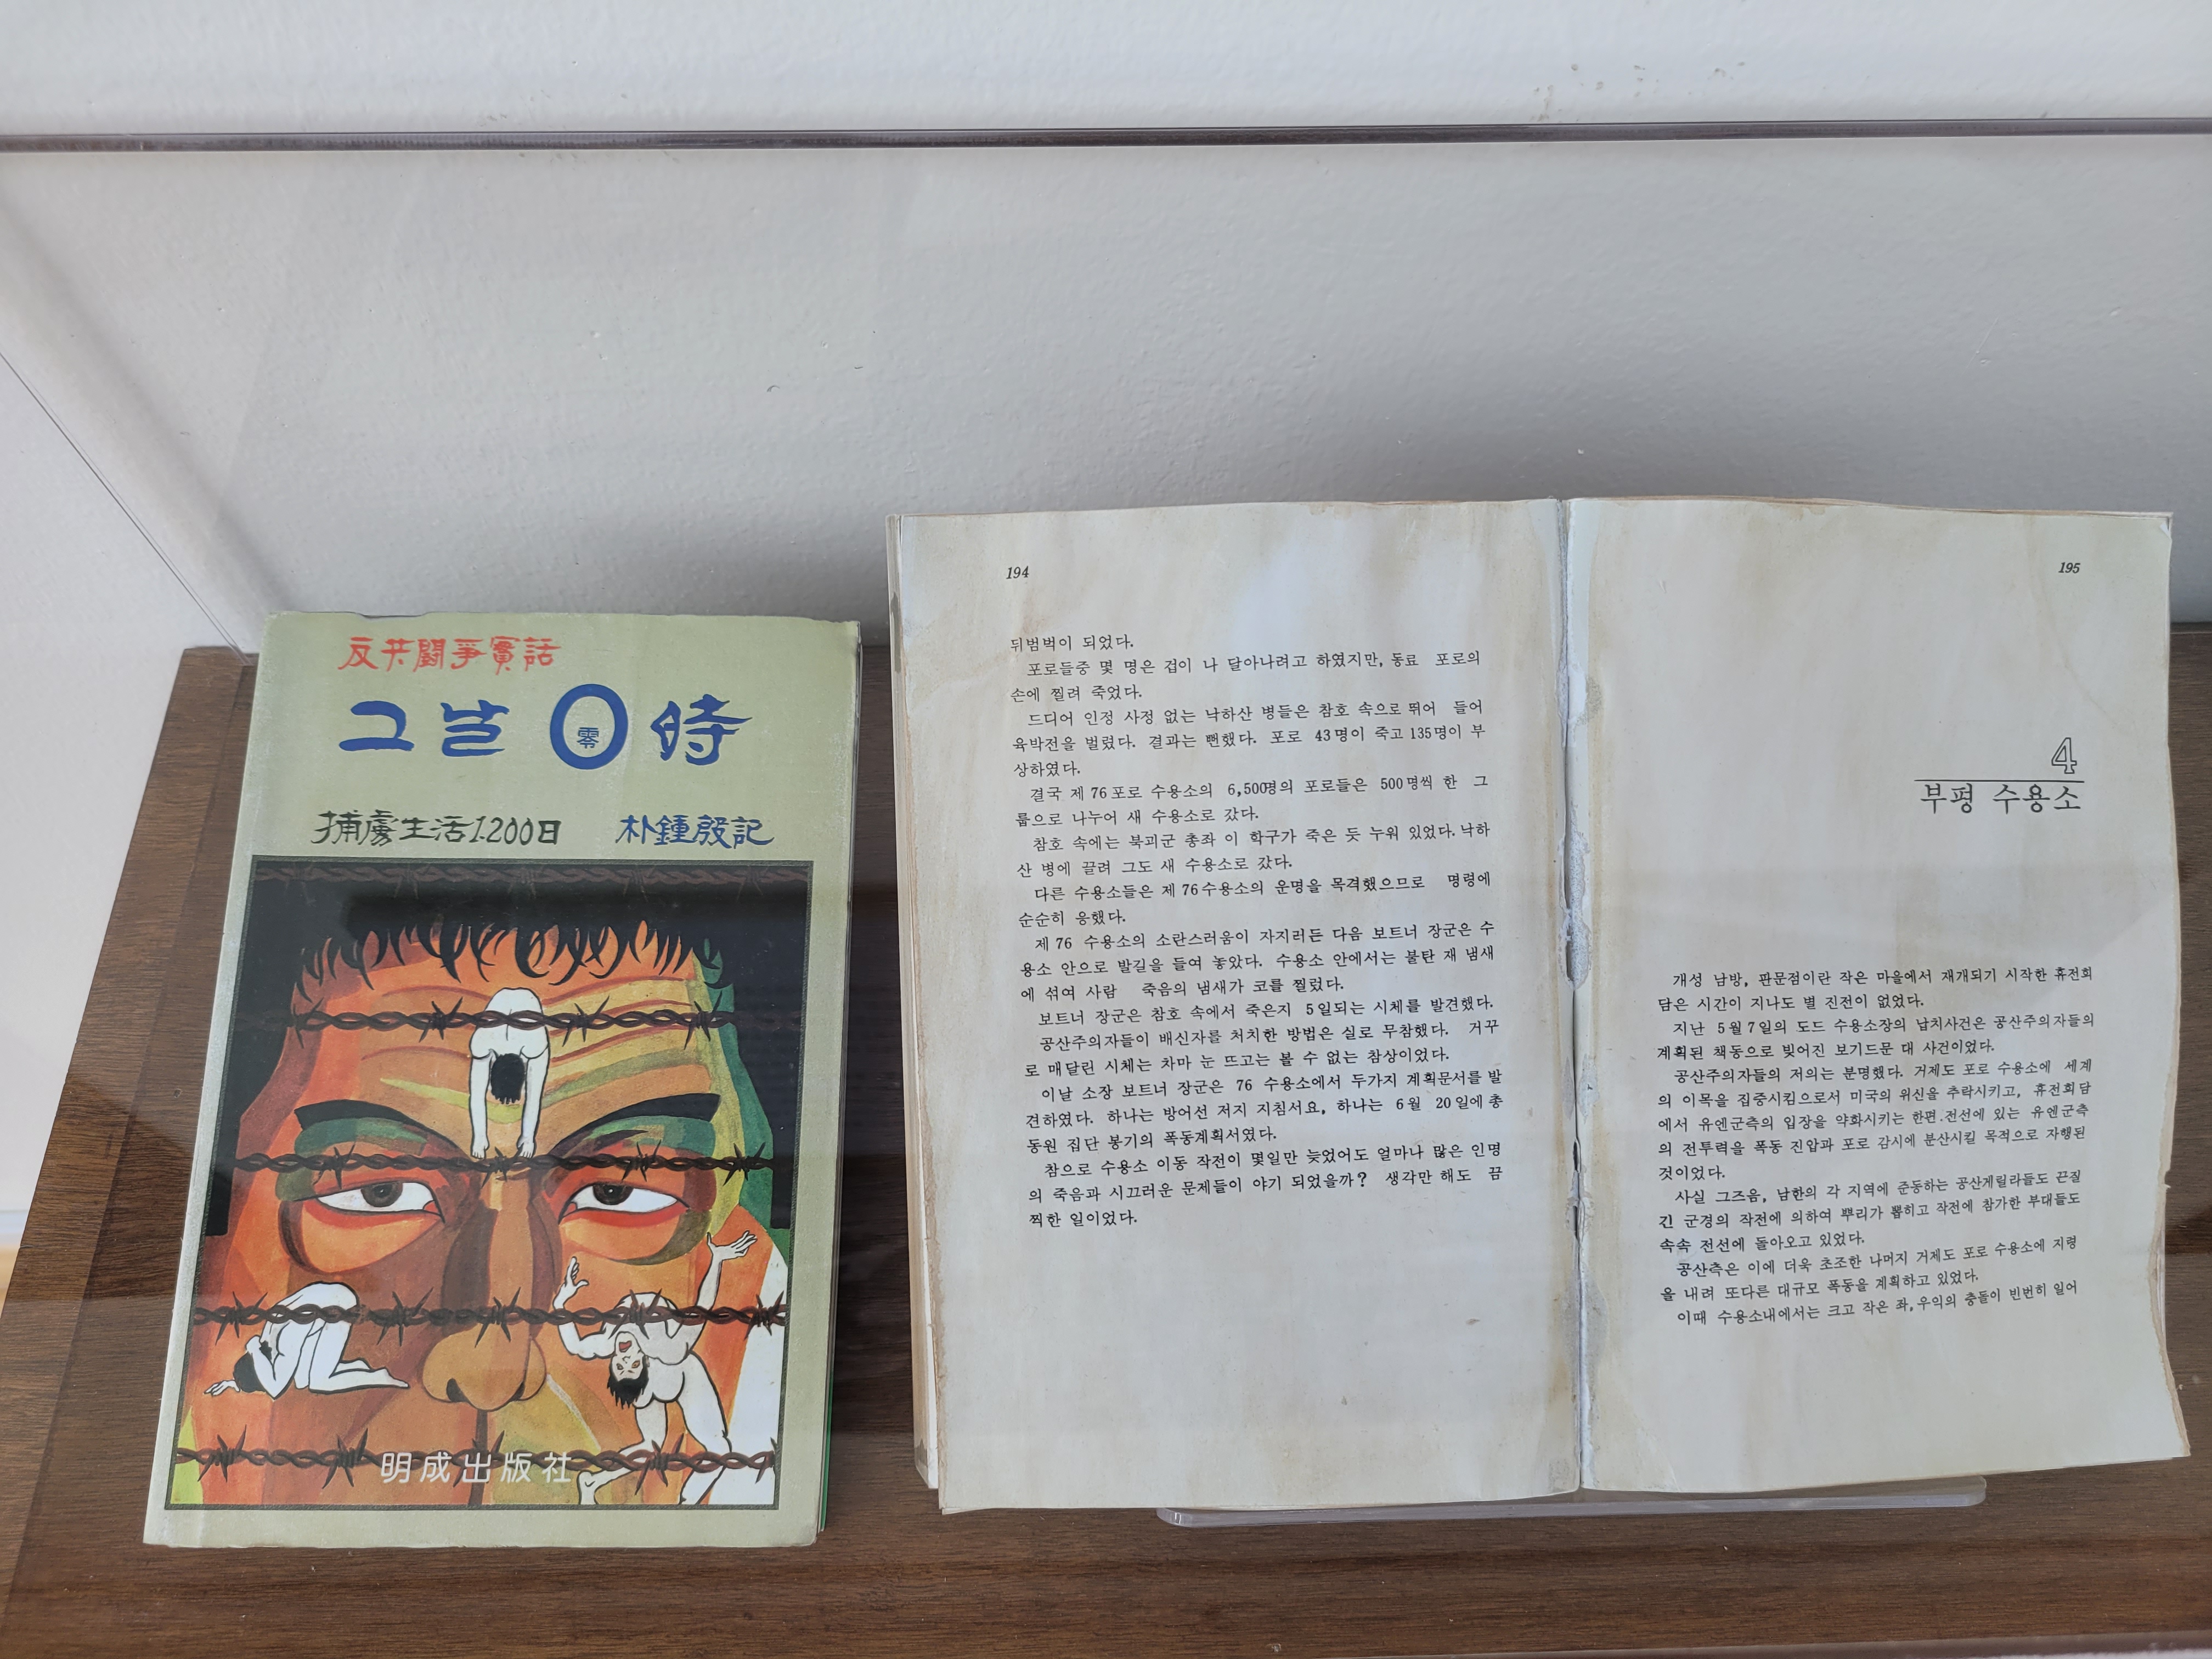 反共鬪爭實話
그날 0 時
零
捕虜生活1.200日 朴鍾殷記
明成出版社
194
뒤범벅이 되었다.
포로들중 몇 명은 겁이 나 달아나려고 하였지만, 동료 포로의
손에 찔려 죽었다.
드디어 인정 사정 없는 낙하산 병들은 참호 속으로 뛰어 들어
육박전을 벌렸다. 결과는 뻔했다. 포로 43명이 죽고 135명이 부
상하였다.
결국 제 76 포로 수용소의 6,500명의 포로들은 500명씩 한 그
룹으로 나누어 새 수용소로 갔다.
참호 속에는 북괴군 총좌 이 학구가 죽은 듯 누워 있었다. 낙하
산 병에 끌려 그도 새 수용소로 갔다.
다른 수용소들은 제 76수용소의 운명을 목격했으므로 명령에
순순히 응했다.
제 76 수용소의 소란스러움이 자지러든 다음 보트너 장군은 수
용소 안으로 발길을 들여 놓았다. 수용소 안에서는 불탄 재 냄새
에 섞여 사람 죽음의 냄새가 코를 찔렀다.
보트너 장군은 참호 속에서 죽은지 5일되는 시체를 발견했다.
공산주의자들이 배신자를 처치한 방법은 실로 무참했다. 거꾸
로 매달린 시체는 차마 눈 뜨고는 볼 수 없는 참상이었다.
이날 소장 보트너 장군은 76 수용소에서 두가지 계획문서를 발
견하였다. 하나는 방어선 저지 지침서요, 하나는 6월 20일에 총
동원 집단 봉기의 폭동계획서였다.
참으로 수용소 이동 작전이 몇일만 늦었어도 얼마나 많은 인명
의 죽음과 시끄러운 문제들이 야기 되었을까? 생각만 해도 끔
찍한 일이었다.
195
4
부평 수용소
개성 남방, 판문점이란 작은 마을에서 재개되기 시작한 휴전회
담은 시간이 지나도 별 진전이 없었다.
지난 5월 7일의 도드 수용소장의 납치사건은 공산주의자들의
계획된 책동으로 빚어진 보기드문 대 사건이었다.
공산주의자들의 저의는 분명했다. 거제도 포로 수용소에 세계
의 이목을 집중시킴으로서 미국의 위신을 추락시키고, 휴전회담
에서 유엔군측의 입장을 약화시키는 한편.전선에 있는 유엔군측
의 전투력을 폭동 진압과 포로 감시에 분산시킬 목적으로 자행된
것이었다.
사실 그즈음, 남한의 각 지역에 준동하는 공산게릴라들도 끈질
긴 군경의 작전에 의하여 뿌리가 뽑히고 작전에 참가한 부대들도
속속 전선에 돌아오고 있었다.
공산측은 이에 더욱 초조한 나머지 거제도 포로 수용소에 지령
을 내려 또다른 대규모 폭동을 계획하고 있었다.
이때 수용소내에서는 크고 작은 좌,우익의 충돌이 빈번히 일어